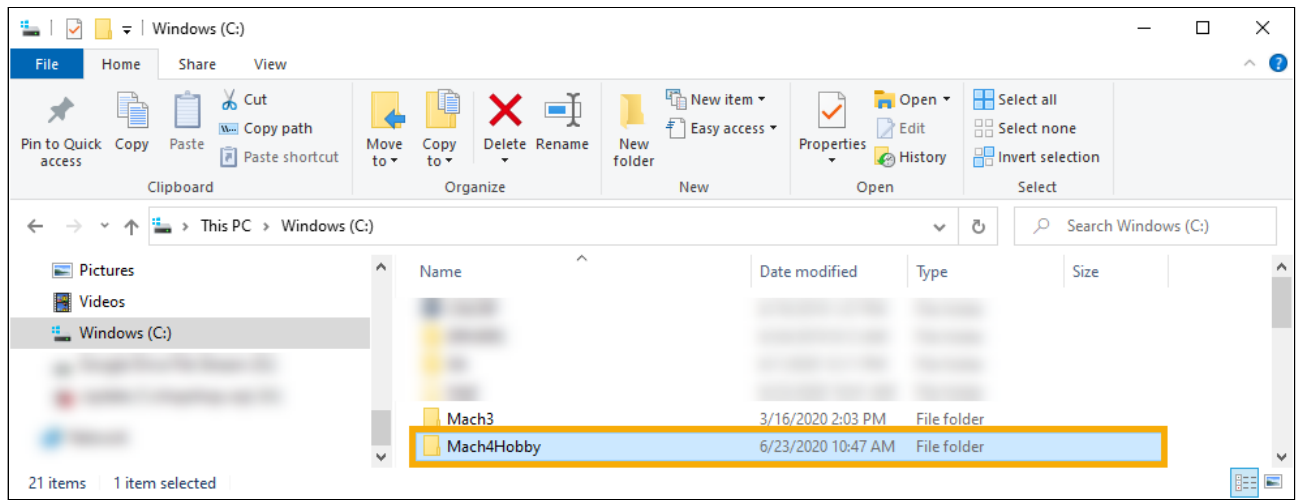 Windows (C:)
File Home Share View
Pin to Quick access Copy Paste Cut Copy path Paste shortcut
Clipboard
Move to Copy to Delete Rename
Organize
New folder New item Easy access
New
Properties Open Edit History
Open
Select all Select none Invert selection
Select
This PC > Windows (C:) Search Windows (C:)
Pictures
Videos
Windows (C:)
Name Date modified Type Size
Mach3 3/16/2020 2:03 PM File folder
Mach4Hobby 6/23/2020 10:47 AM File folder
21 items 1 item selected